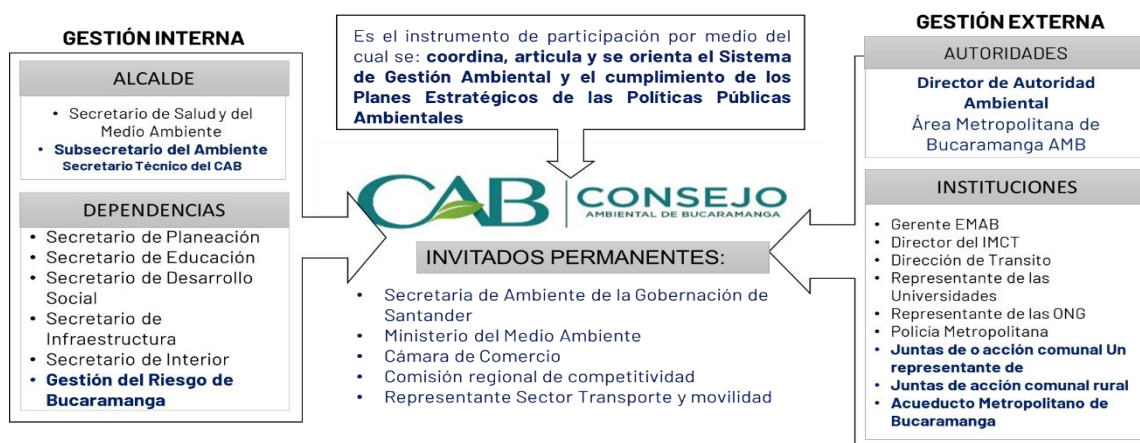 GESTIÓN INTERNA
ALCALDE
• Secretario de Salud y del
Medio Ambiente
• Subsecretario del Ambiente
Secretario Técnico del CAB
DEPENDENCIAS
• Secretario de Planeación
• Secretario de Educación
• Secretario de Desarrollo
Social
• Secretario de
Infraestructura
• Secretario de Interior
• Gestión del Riesgo de
Bucaramanga
Es el instrumento de participación por medio del
cual se: coordina, articula y se orienta el Sistema
de Gestión Ambiental y el cumplimiento de los
Planes Estratégicos de las Políticas Públicas
Ambientales
CAB CONSEJO
AMBIENTAL DE BUCARAMANGA
INVITADOS PERMANENTES:
• Secretaria de Ambiente de la Gobernación de
Santander
• Ministerio del Medio Ambiente
• Cámara de Comercio
• Comisión regional de competitividad
• Representante Sector Transporte y movilidad
GESTIÓN EXTERNA
AUTORIDADES
Director de Autoridad
Ambiental
Área Metropolitana de
Bucaramanga AMB
INSTITUCIONES
• Gerente EMAB
• Director del IMCT
• Dirección de Transito
• Representante de las
Universidades
• Representante de las ONG
• Policía Metropolitana
• Juntas de o acción comunal Un
representante de
• Juntas de acción comunal rural
• Acueducto Metropolitano de
Bucaramanga